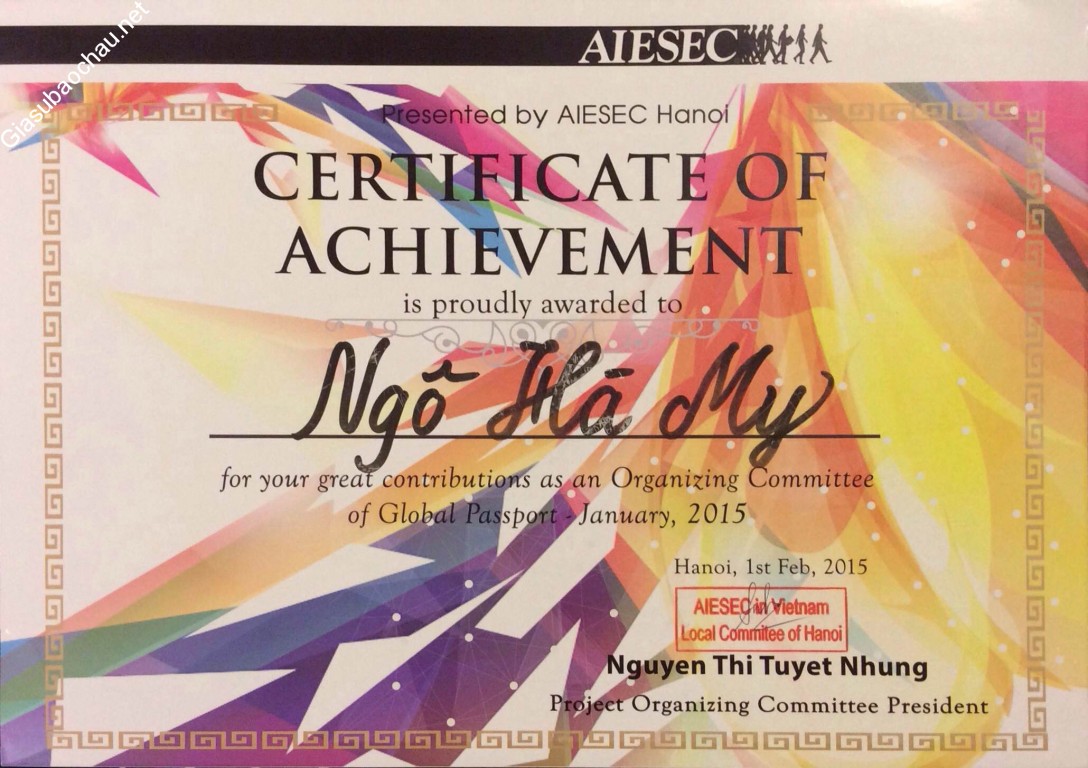 Giasubaochau.net
AIESEC
Presented by AIESEC Hanoi
CERTIFICATE OF
ACHIEVEMENT
is proudly awarded to
Ngô Hà My
for your great contributions as an Organizing Committee
of Global Passport - January, 2015
Hanoi, 1st Feb, 2015
AIESEC in Vietnam
Local Commitee of Hanoi
Nguyen Thi Tuyet Nhung
Project Organizing Committee President